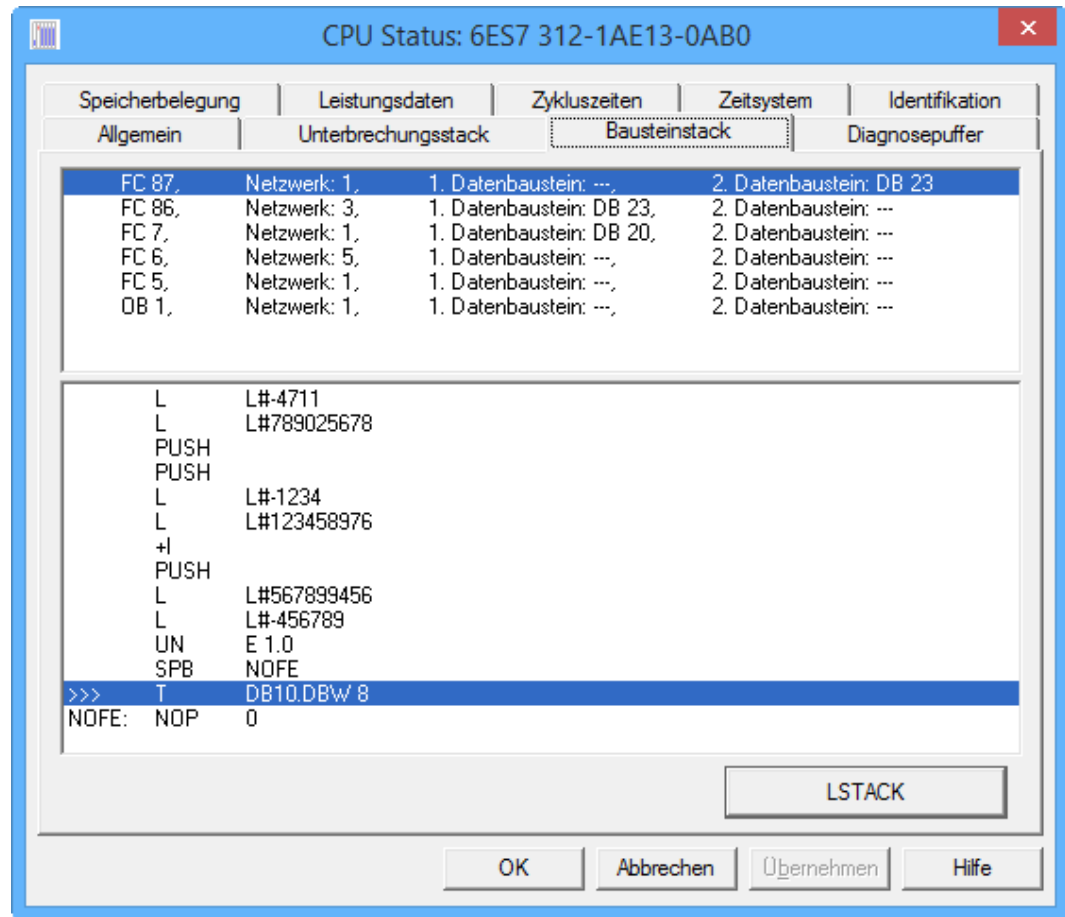 CPU Status: 6ES7 312-1AE13-0AB0
Speicherbelegung Leistungsdaten Zykluszeiten Zeitsystem Identifikation
Allgemein Unterbrechungsstack Bausteinstack Diagnosepuffer
FC 87, Netzwerk: 1, 1. Datenbaustein: ---, 2. Datenbaustein: DB 23
FC 86, Netzwerk: 3, 1. Datenbaustein: DB 23, 2. Datenbaustein: ---
FC 7, Netzwerk: 1, 1. Datenbaustein: DB 20, 2. Datenbaustein: ---
FC 6, Netzwerk: 5, 1. Datenbaustein: ---, 2. Datenbaustein: ---
FC 5, Netzwerk: 1, 1. Datenbaustein: ---, 2. Datenbaustein: ---
OB 1, Netzwerk: 1, 1. Datenbaustein: ---, 2. Datenbaustein: ---
L L#-4711
L L#789025678
PUSH
PUSH
L L#-1234
L L#123458976
+I
PUSH
L L#567899456
L L#-456789
UN E 1.0
SPB NOFE
>>> T DB10.DBW 8
NOFE: NOP 0
LSTACK
OK Abbrechen Übernehmen Hilfe